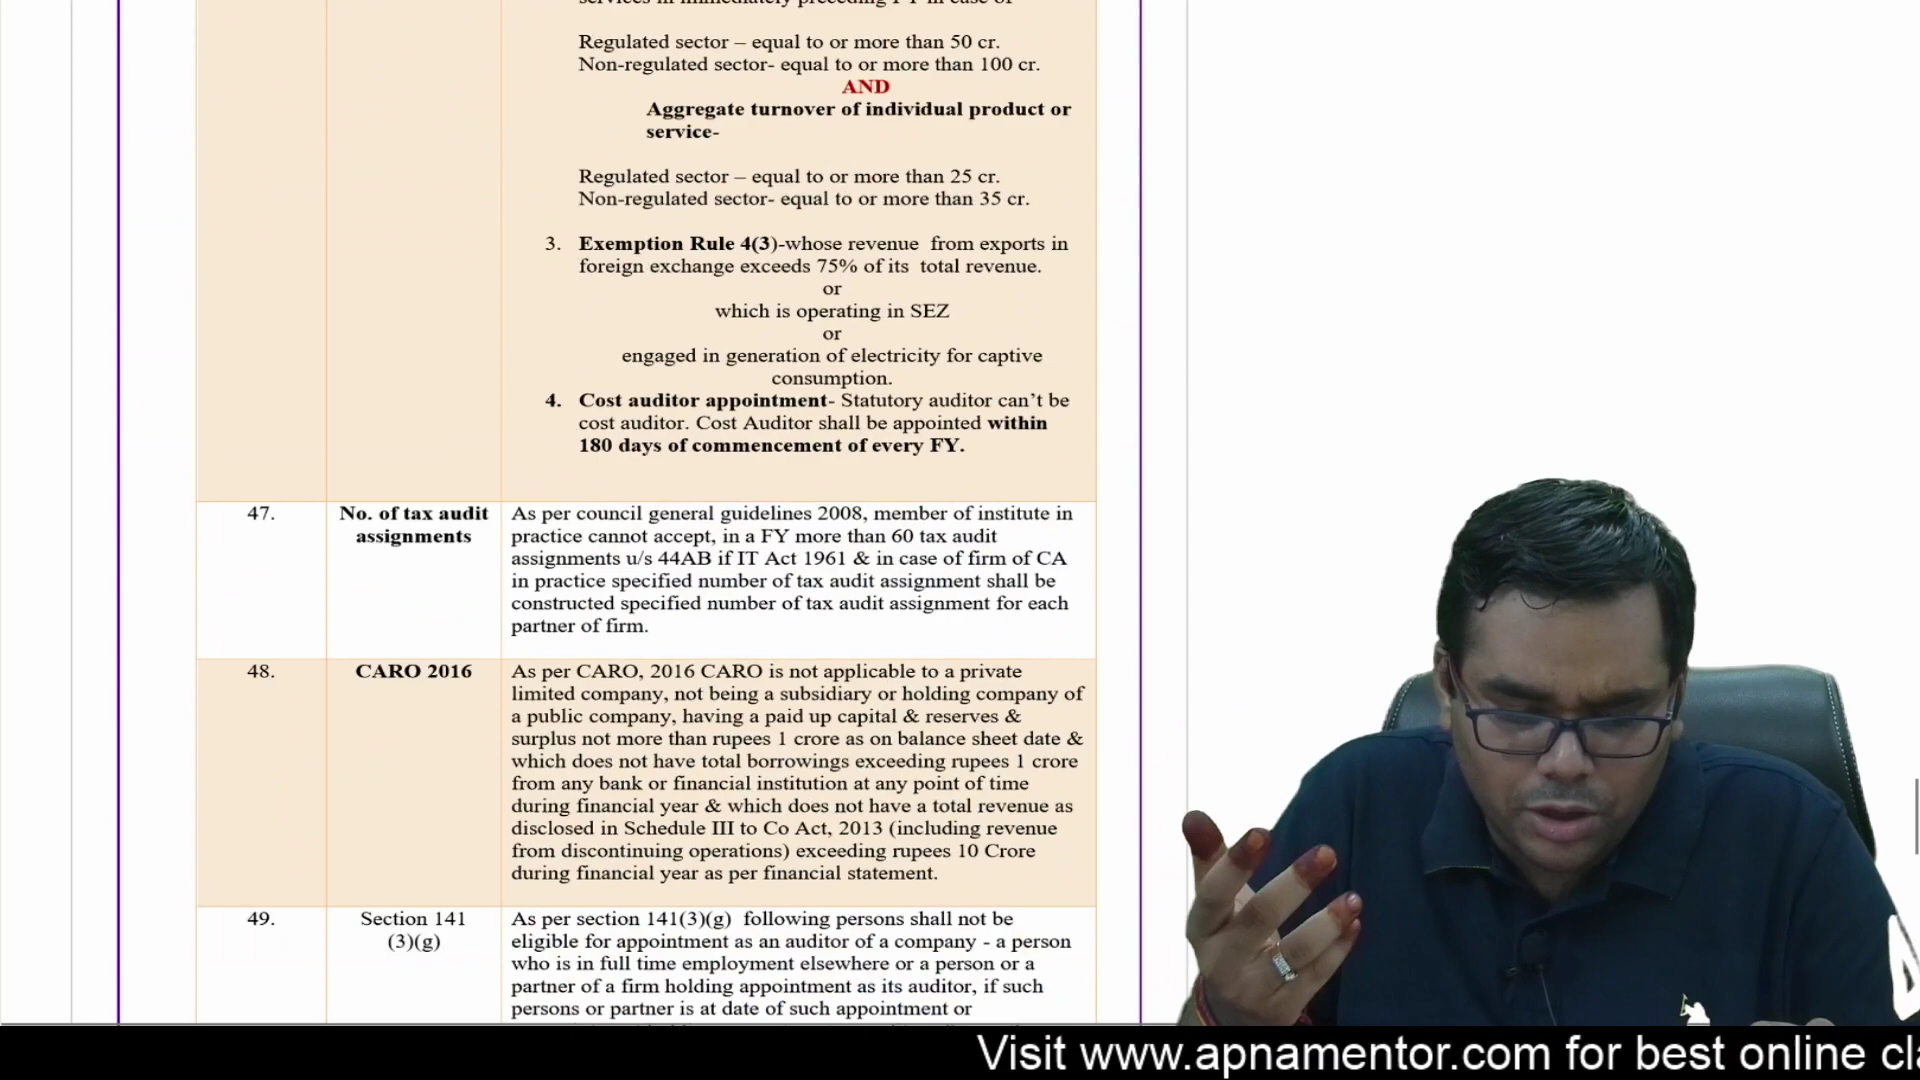 Regulated sector – equal to or more than 50 cr.
Non-regulated sector- equal to or more than 100 cr.
AND
Aggregate turnover of individual product or
service-
Regulated sector – equal to or more than 25 cr.
Non-regulated sector- equal to or more than 35 cr.
3. Exemption Rule 4(3)-whose revenue from exports in
foreign exchange exceeds 75% of its total revenue.
or
which is operating in SEZ
or
engaged in generation of electricity for captive
consumption.
4. Cost auditor appointment- Statutory auditor can’t be
cost auditor. Cost Auditor shall be appointed within
180 days of commencement of every FY.
47.
No. of tax audit
assignments
As per council general guidelines 2008, member of institute in
practice cannot accept, in a FY more than 60 tax audit
assignments u/s 44AB if IT Act 1961 & in case of firm of CA
in practice specified number of tax audit assignment shall be
constructed specified number of tax audit assignment for each
partner of firm.
48.
CARO 2016
As per CARO, 2016 CARO is not applicable to a private
limited company, not being a subsidiary or holding company of
a public company, having a paid up capital & reserves &
surplus not more than rupees 1 crore as on balance sheet date &
which does not have total borrowings exceeding rupees 1 crore
from any bank or financial institution at any point of time
during financial year & which does not have a total revenue as
disclosed in Schedule III to Co Act, 2013 (including revenue
from discontinuing operations) exceeding rupees 10 Crore
during financial year as per financial statement.
49.
Section 141
(3)(g)
As per section 141(3)(g) following persons shall not be
eligible for appointment as an auditor of a company - a person
who is in full time employment elsewhere or a person or a
partner of a firm holding appointment as its auditor, if such
persons or partner is at date of such appointment or
Visit www.apnamentor.com for best online cl